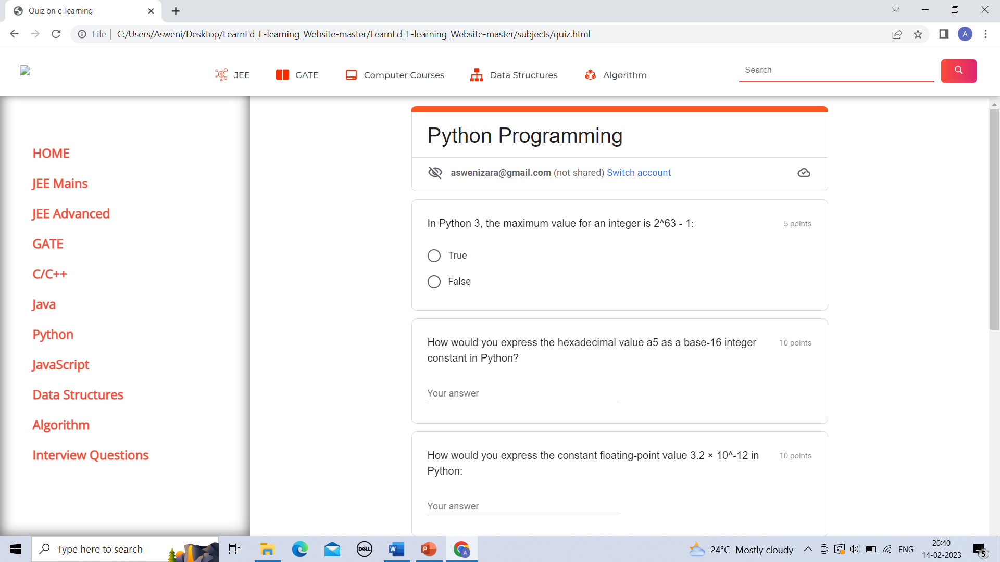 Quiz on e-learning
File
C:/Users/Asweni/Desktop/LearnEd_E-learning_Website-master/LearnEd_E-learning_Website-master/subjects/quiz.html
A
JEE
GATE
Computer Courses
Data Structures
Algorithm
Search
HOME
JEE Mains
JEE Advanced
GATE
C/C++
Java
Python
JavaScript
Data Structures
Algorithm
Interview Questions
Python Programming
aswenizara@gmail.com (not shared) Switch account
In Python 3, the maximum value for an integer is 2^63 - 1:
5 points
True
False
How would you express the hexadecimal value a5 as a base-16 integer
constant in Python?
10 points
Your answer
How would you express the constant floating-point value 3.2 × 10^-12 in
Python:
10 points
Your answer
Type here to search
DELL
W
P
A
24°C Mostly cloudy
ENG
20:40
14-02-2023
5